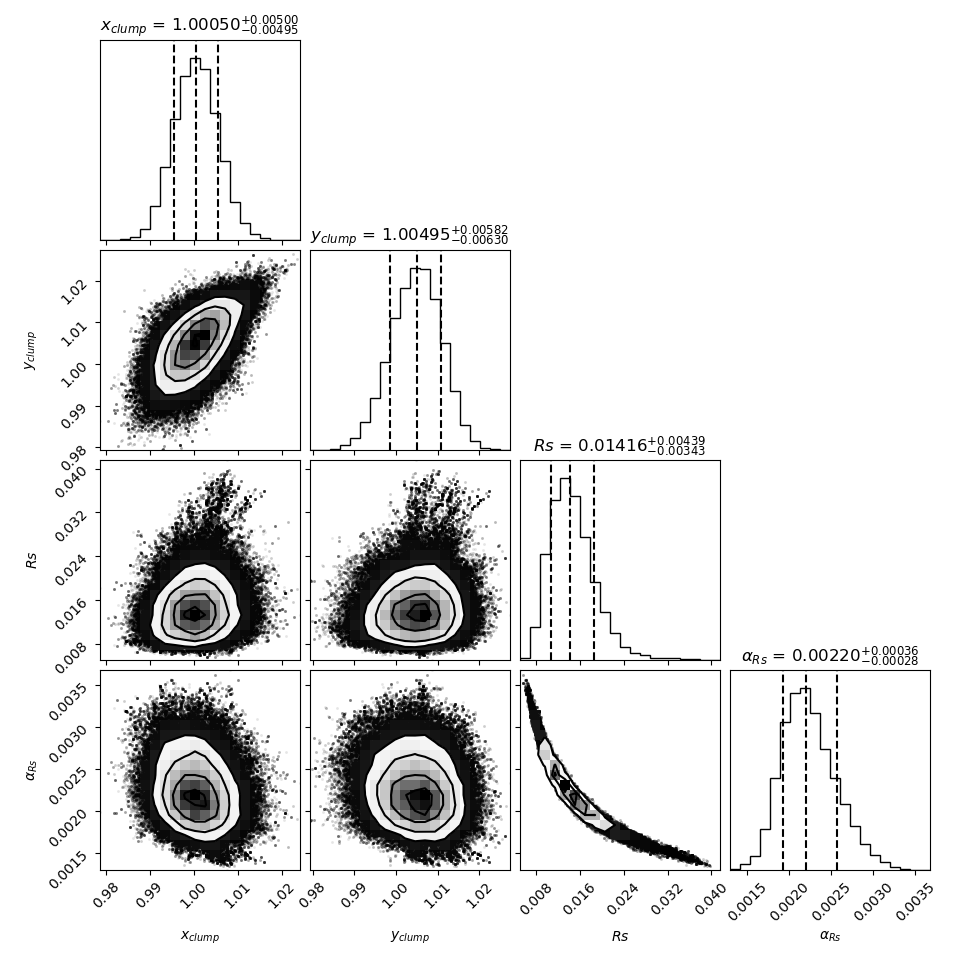 x_clump = 1.00050 +0.00500 −0.00495
y_clump = 1.00495 +0.00582 −0.00630
1.02
1.01
1.00
0.99
0.98
y_clump
Rs = 0.01416 +0.00439 −0.00343
0.040
0.032
0.024
0.016
0.008
Rs
α_Rs = 0.00220 +0.00036 −0.00028
0.0035
0.0030
0.0025
0.0020
0.0015
α_Rs
0.98 0.99 1.00 1.01 1.02
0.98 0.99 1.00 1.01 1.02
0.008 0.016 0.024 0.032 0.040
0.0015 0.0020 0.0025 0.0030 0.0035
x_clump
y_clump
Rs
α_Rs